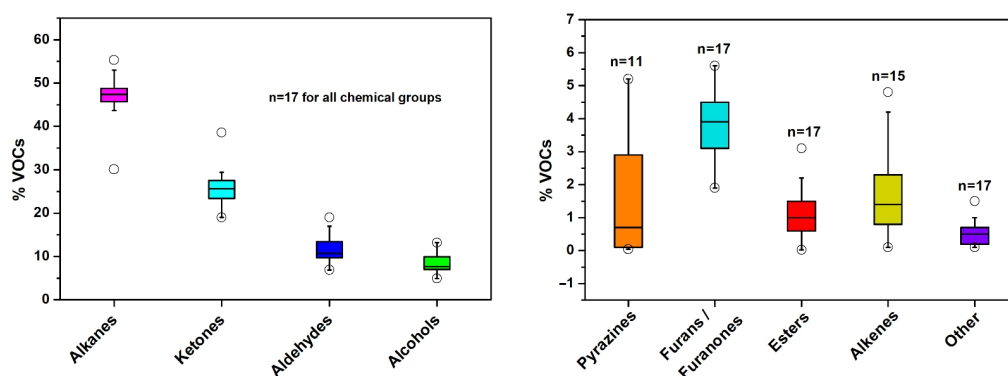 60
50
40
30
20
10
0
% VOCs
n=17 for all chemical groups
Alkanes
Ketones
Aldehydes
Alcohols
7
6
5
4
3
2
1
0
−1
% VOCs
n=11
n=17
n=17
n=15
n=17
Pyrazines
Furans /
Furanones
Esters
Alkenes
Other